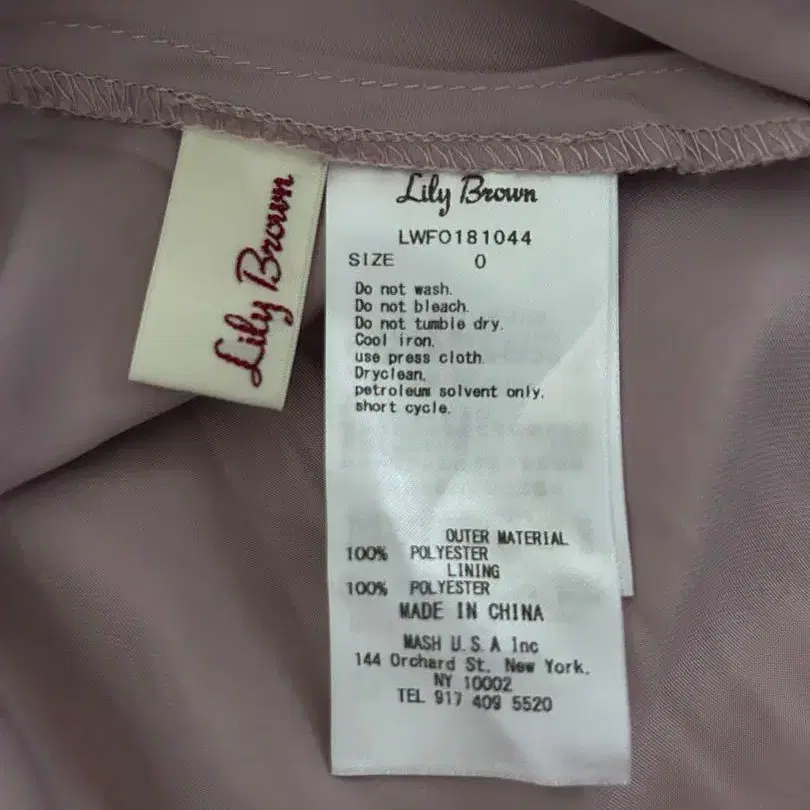 Lily Brown
Lily Brown
LWFO181044
SIZE 0
Do not wash.
Do not bleach.
Do not tumble dry.
Cool iron.
use press cloth.
Dryclean.
petroleum solvent only.
short cycle.
OUTER MATERIAL
100% POLYESTER
LINING
100% POLYESTER
MADE IN CHINA
MASH U.S.A Inc
144 Orchard St. New York.
NY 10002
TEL 917 409 5520